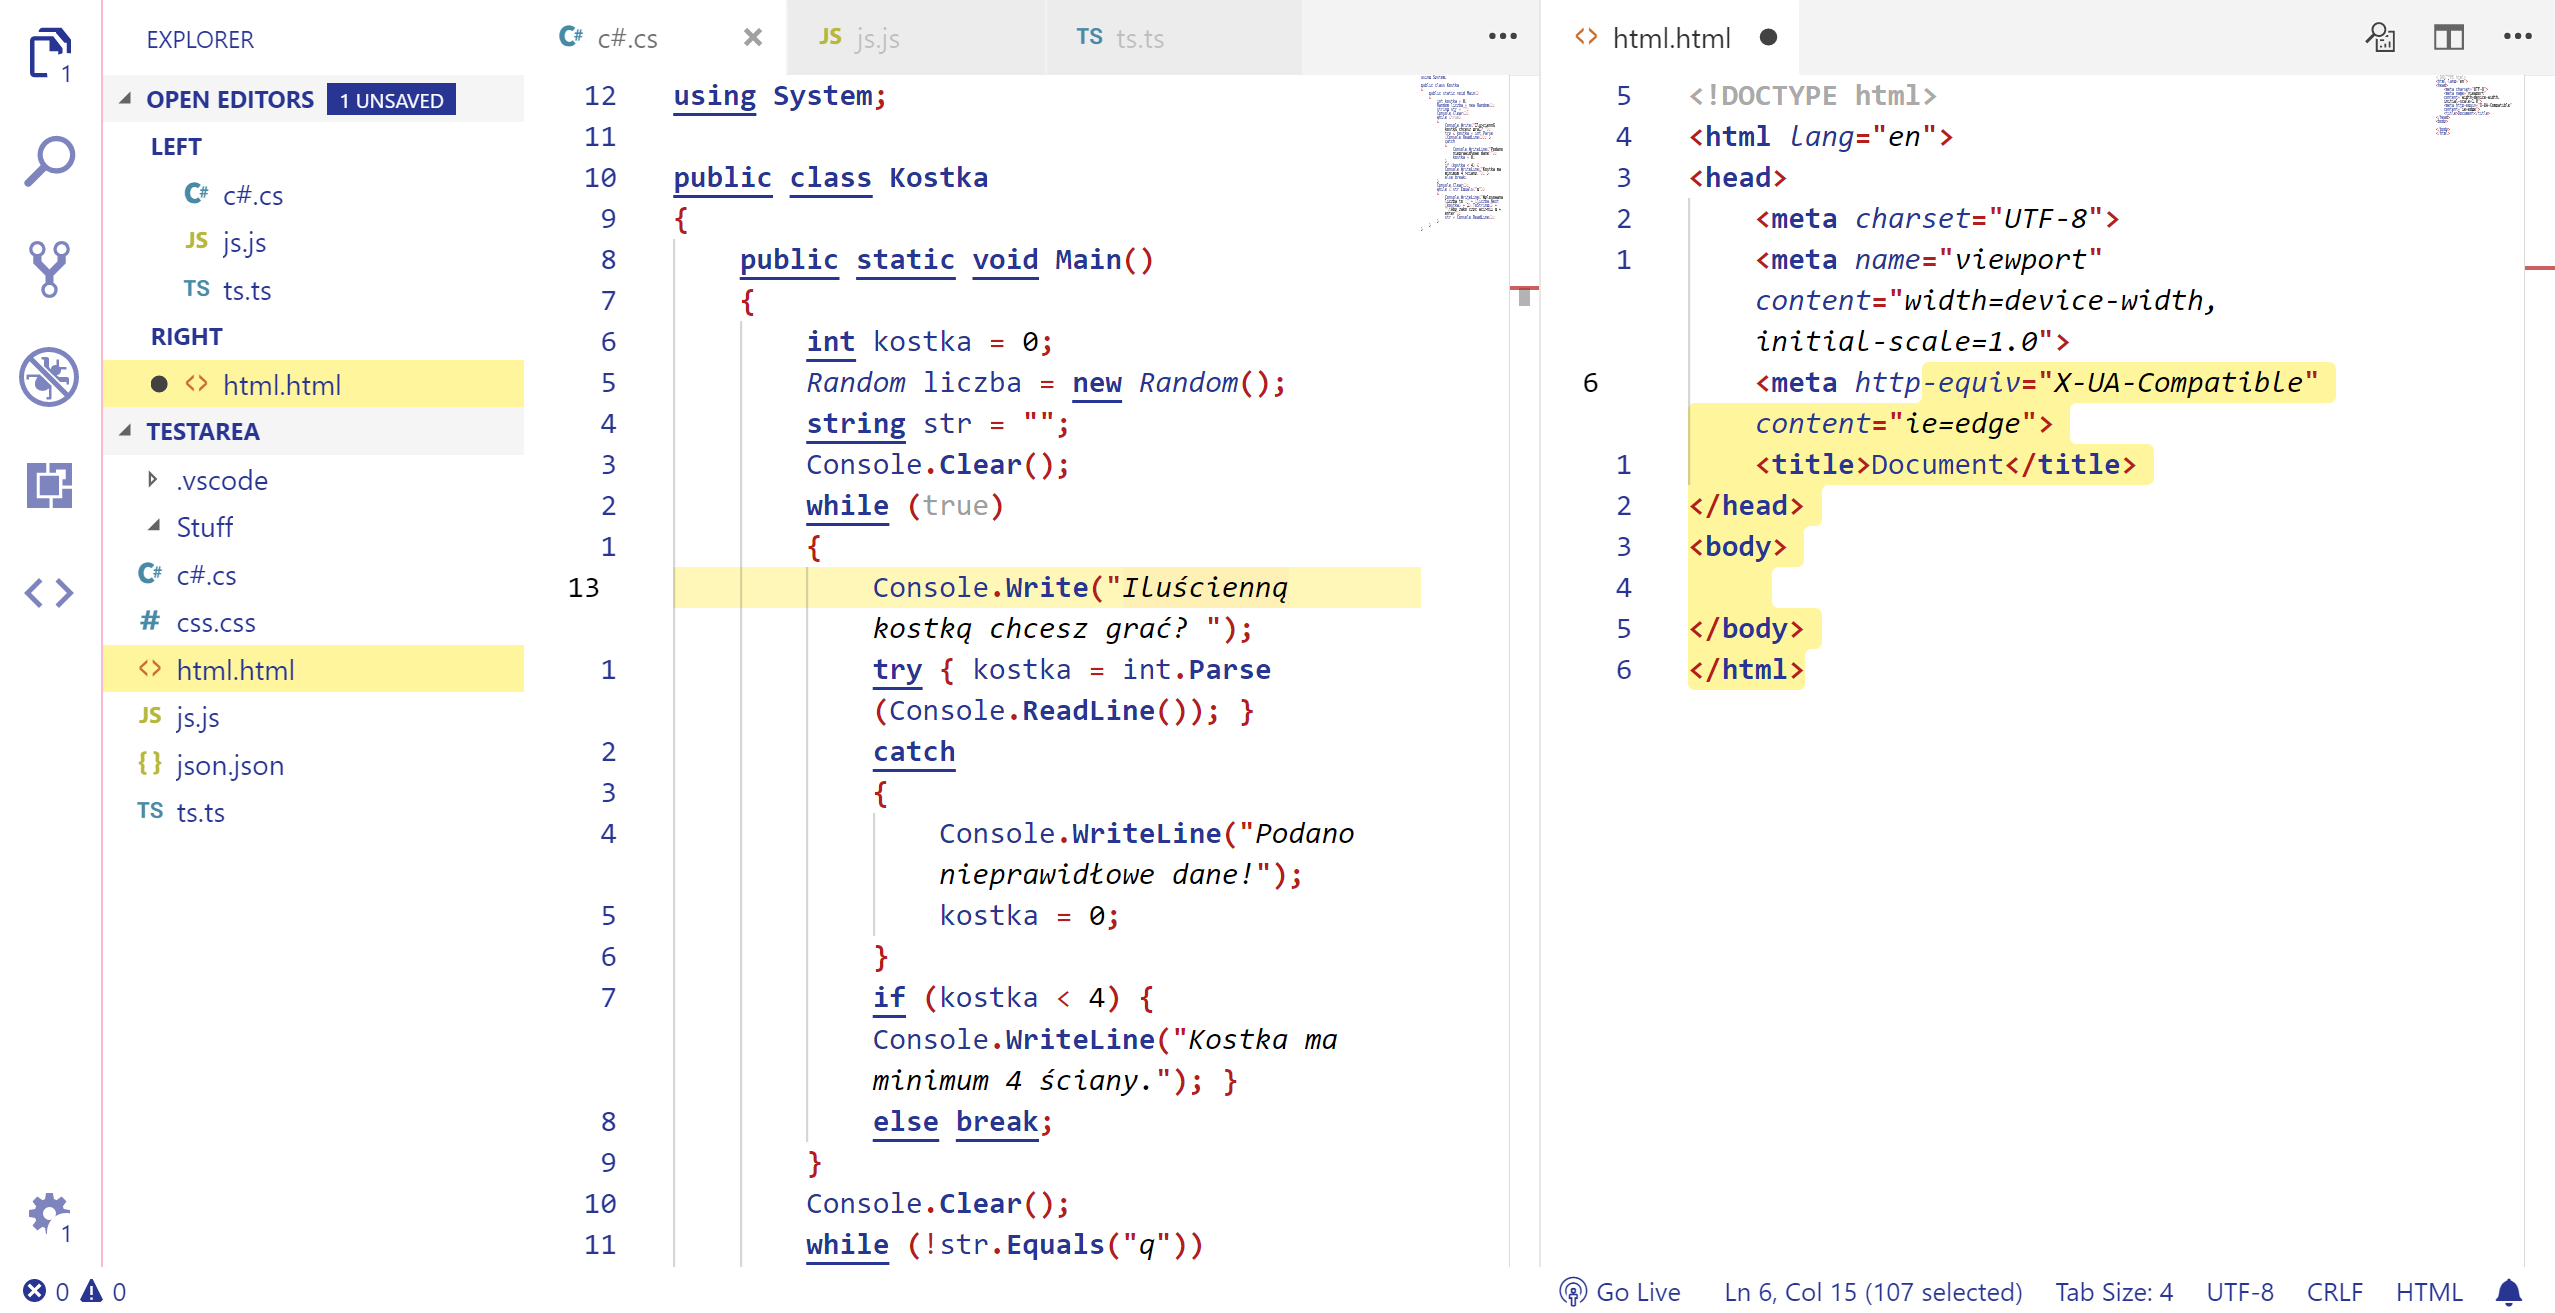 EXPLORER
OPEN EDITORS 1 UNSAVED
LEFT
C# c#.cs
JS js.js
TS ts.ts
RIGHT
<> html.html
TESTAREA
.vscode
Stuff
C# c#.cs
# css.css
<> html.html
JS js.js
{} json.json
TS ts.ts
1
1
C# c#.cs
JS js.js
TS ts.ts
12 using System;
11
10 public class Kostka
9 {
8 public static void Main()
7 {
6 int kostka = 0;
5 Random liczba = new Random();
4 string str = "";
3 Console.Clear();
2 while (true)
1 {
13 Console.Write("Iluścienną
kostką chcesz grać? ");
1 try { kostka = int.Parse
(Console.ReadLine()); }
2 catch
3 {
4 Console.WriteLine("Podano
nieprawidłowe dane!");
5 kostka = 0;
6 }
7 if (kostka < 4) {
Console.WriteLine("Kostka ma
minimum 4 ściany."); }
8 else break;
9 }
10 Console.Clear();
11 while (!str.Equals("q"))
<> html.html
5 <!DOCTYPE html>
4 <html lang="en">
3 <head>
2 <meta charset="UTF-8">
1 <meta name="viewport"
content="width=device-width,
initial-scale=1.0">
6 <meta http-equiv="X-UA-Compatible"
content="ie=edge">
1 <title>Document</title>
2 </head>
3 <body>
4
5 </body>
6 </html>
0 0
Go Live Ln 6, Col 15 (107 selected) Tab Size: 4 UTF-8 CRLF HTML